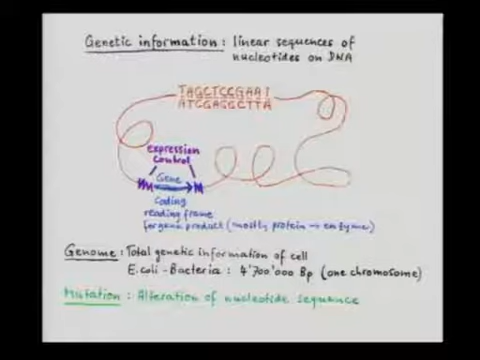 Genetic information : linear sequences of
nucleotides on DNA
TAGCTCCGAAT
ATCGAGGCTTA
expression
control
Gene
coding
reading frame
for gene product (mostly protein → enzyme)
Genome : Total genetic information of cell
E.coli - Bacteria : 4'700'000 Bp (one chromosome)
Mutation : Alteration of nucleotide sequence